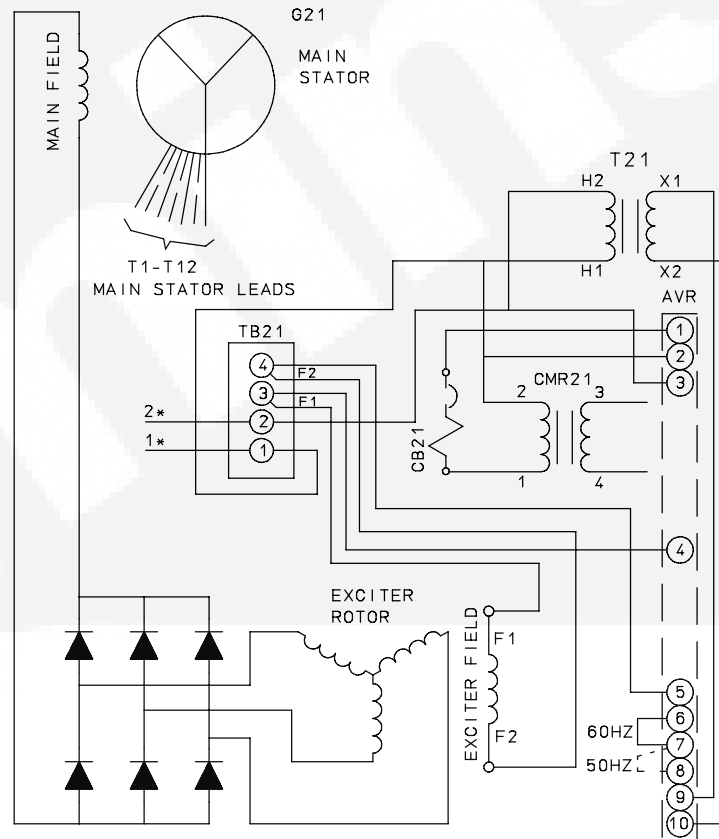 G21
MAIN
STATOR
MAIN FIELD
T1-T12
MAIN STATOR LEADS
T21
H2
X1
H1
X2
AVR
TB21
4
F2
3
F1
2*
2
1*
1
1
2
3
CMR21
2
3
1
4
CB21
4
EXCITER
ROTOR
EXCITER FIELD
F1
F2
5
6
60HZ
7
50HZ
8
9
10